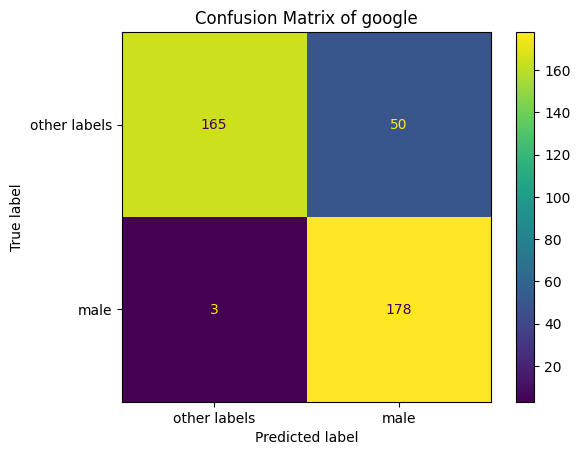 Confusion Matrix of google
True label
other labels
165
50
male
3
178
other labels
male
Predicted label
160
140
120
100
80
60
40
20